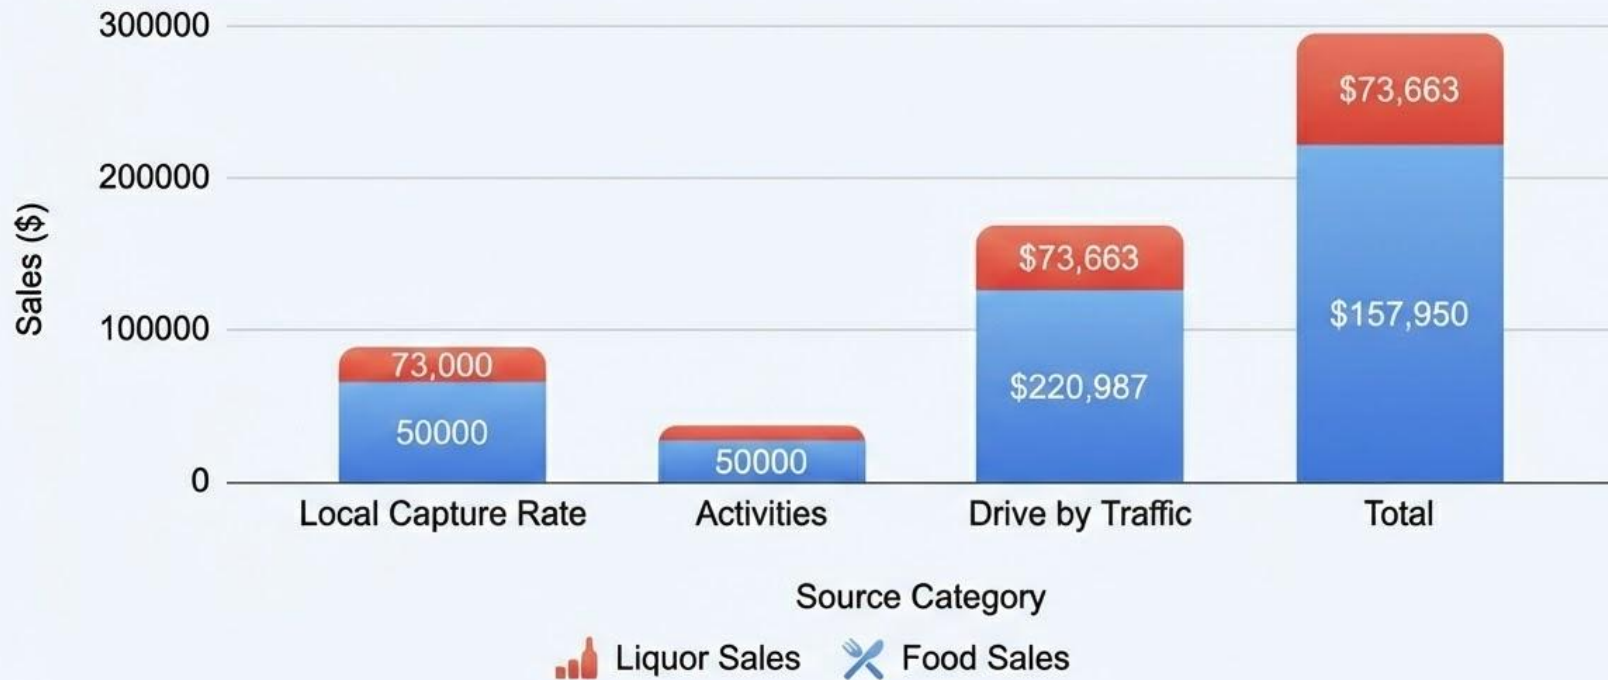 300000
$73,663
200000
$73,663
$157,950
Sales ($)
100000
73,000
$220,987
50000
50000
0
Local Capture Rate
Activities
Drive by Traffic
Total
Source Category
Liquor Sales
Food Sales